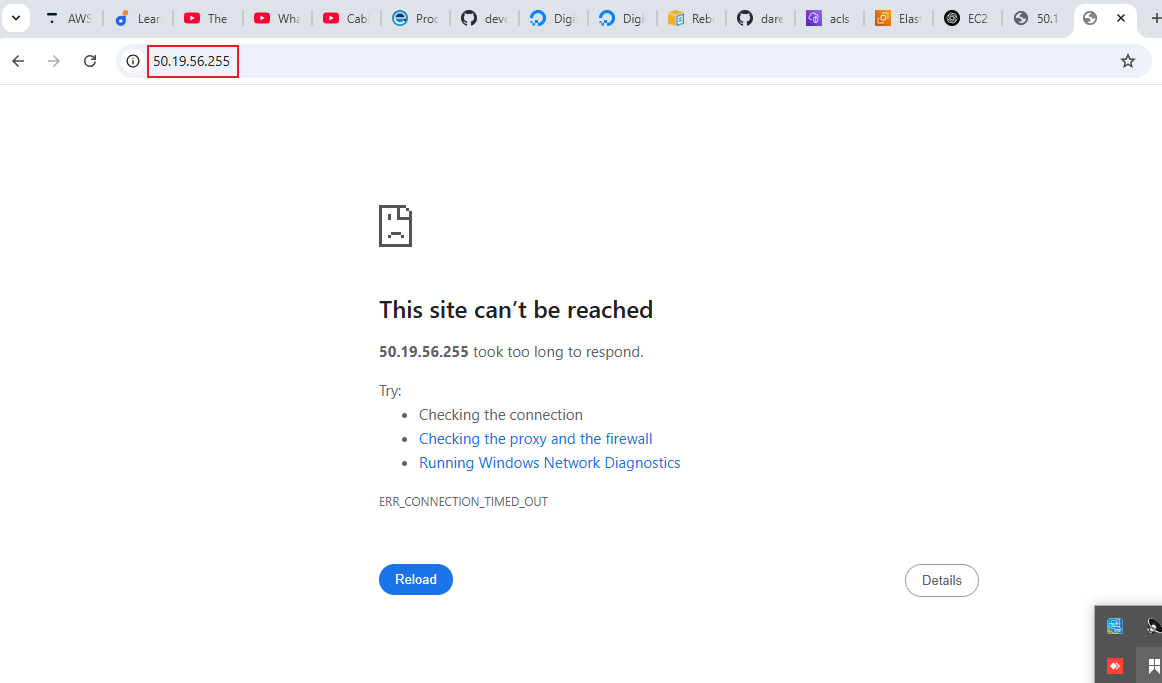 AWS Lear The Wha Cab Proc devo Digi Digi Reb dare acls Elas EC2 50.1
50.19.56.255
This site can’t be reached
50.19.56.255 took too long to respond.
Try:
Checking the connection
Checking the proxy and the firewall
Running Windows Network Diagnostics
ERR_CONNECTION_TIMED_OUT
Reload
Details